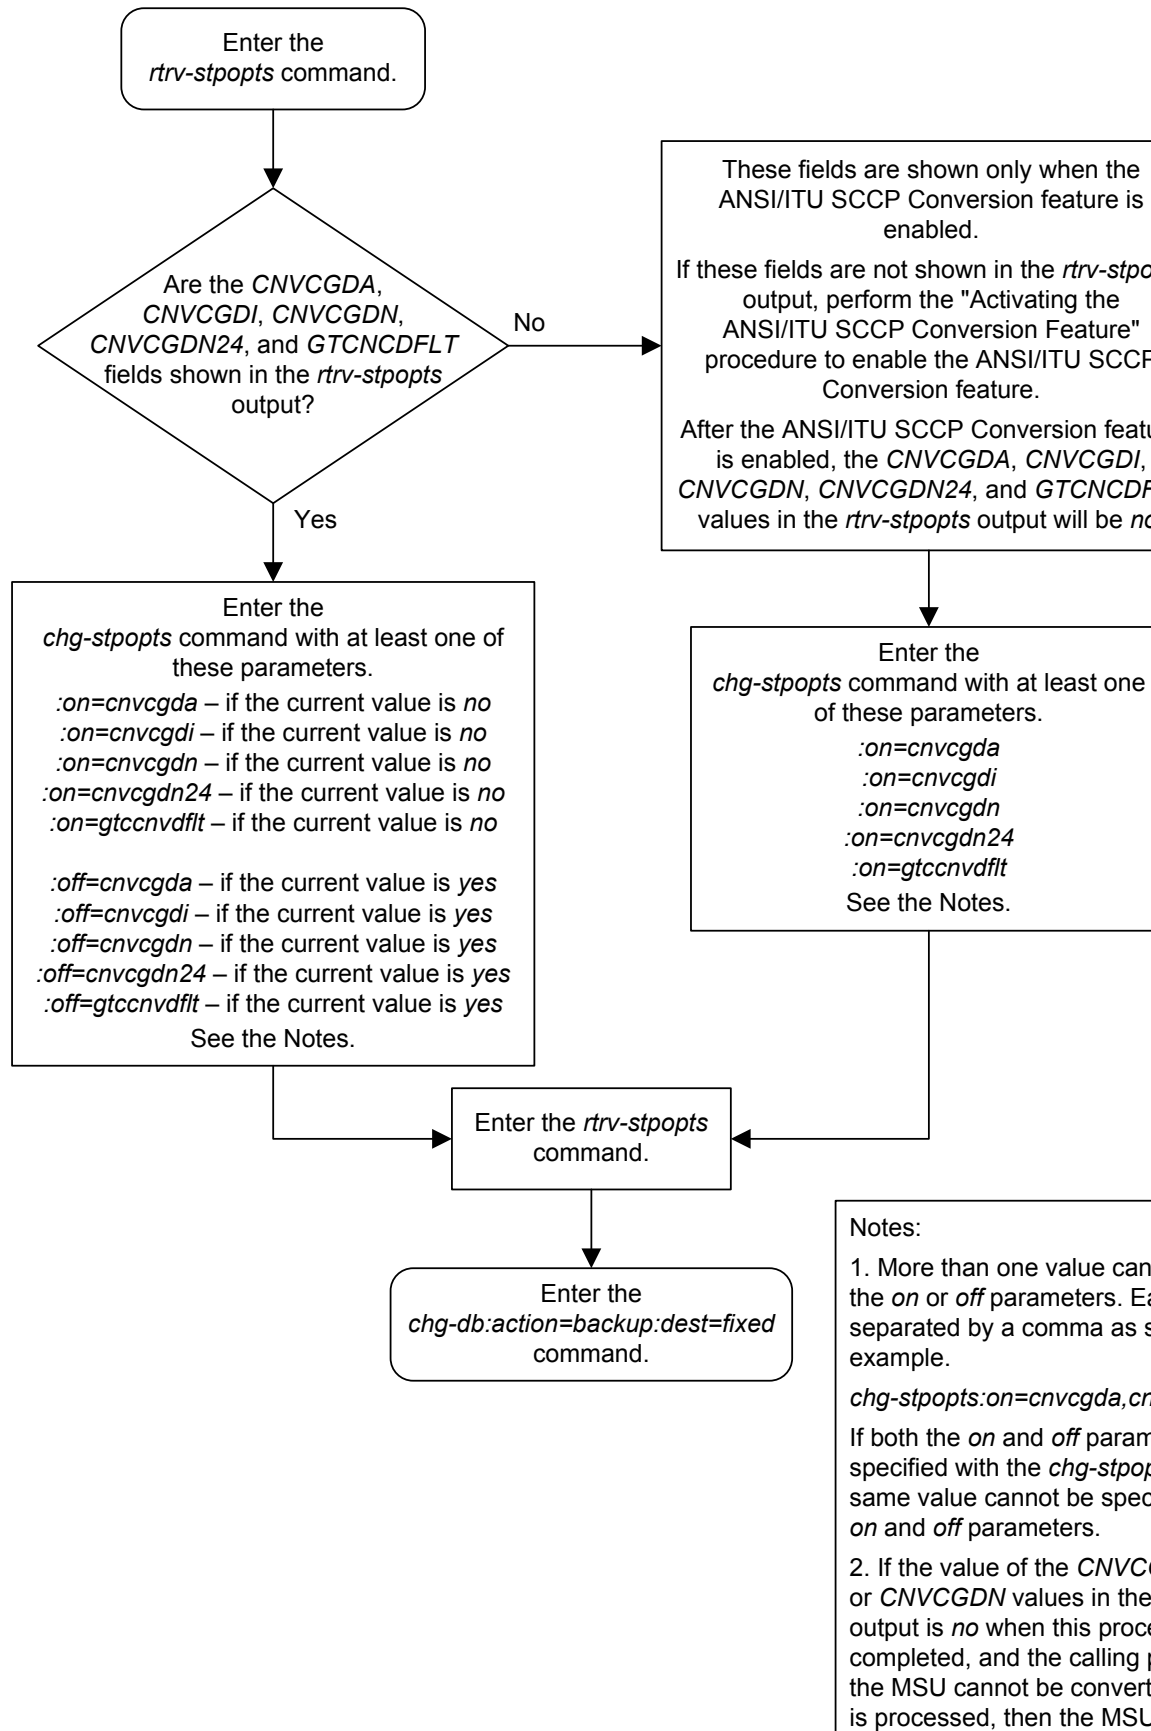 Enter the
rtrv-stpopts command.
Are the CNVCGDA,
CNVCGDI, CNVCGDN,
CNVCGDN24, and GTCNCDFLT
fields shown in the rtrv-stpopts
output?
No
Yes
These fields are shown only when the
ANSI/ITU SCCP Conversion feature is
enabled.
If these fields are not shown in the
output, perform the "Activating the
ANSI/ITU SCCP Conversion Feature"
procedure to enable the ANSI/ITU SCCP
Conversion feature.
After the ANSI/ITU SCCP Conversion
is enabled, the CNVCGDA, CNVCGDI,
CNVCGDN, CNVCGDN24, and
values in the rtrv-stpopts output will be
Enter the
chg-stpopts command with at least one of
these parameters.
:on=cnvcgda – if the current value is no
:on=cnvcgdi – if the current value is no
:on=cnvcgdn – if the current value is no
:on=cnvcgdn24 – if the current value is no
:on=gtccnvdflt – if the current value is no
:off=cnvcgda – if the current value is yes
:off=cnvcgdi – if the current value is yes
:off=cnvcgdn – if the current value is yes
:off=cnvcgdn24 – if the current value is yes
:off=gtccnvdflt – if the current value is yes
See the Notes.
Enter the
chg-stpopts command with at least one
of these parameters.
:on=cnvcgda
:on=cnvcgdi
:on=cnvcgdn
:on=cnvcgdn24
:on=gtccnvdflt
See the Notes.
Enter the rtrv-stpopts
command.
Enter the
chg-db:action=backup:dest=fixed
command.
Notes:
1. More than one value can
the on or off parameters.
separated by a comma as
example.
chg-stpopts:on=cnvcgda,
If both the on and off
specified with the
same value cannot be
on and off parameters.
2. If the value of the
or CNVCGDN values in the
output is no when this
completed, and the calling
the MSU cannot be
is processed, then the MSU